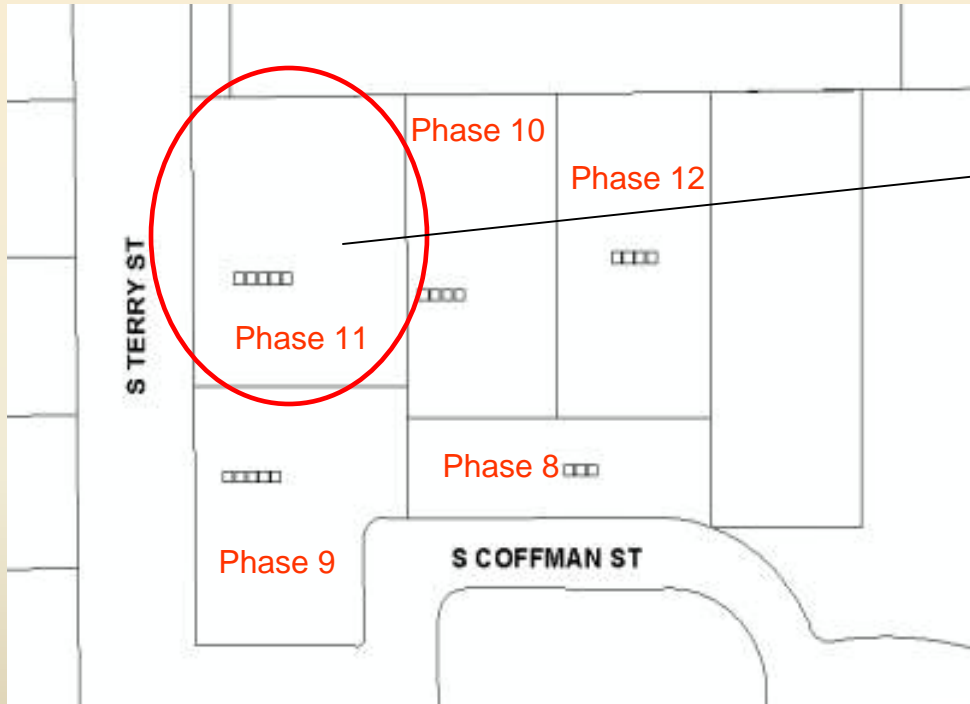 Phase 10
Phase 12
S TERRY ST
Phase 11
Phase 8
S COFFMAN ST
Phase 9